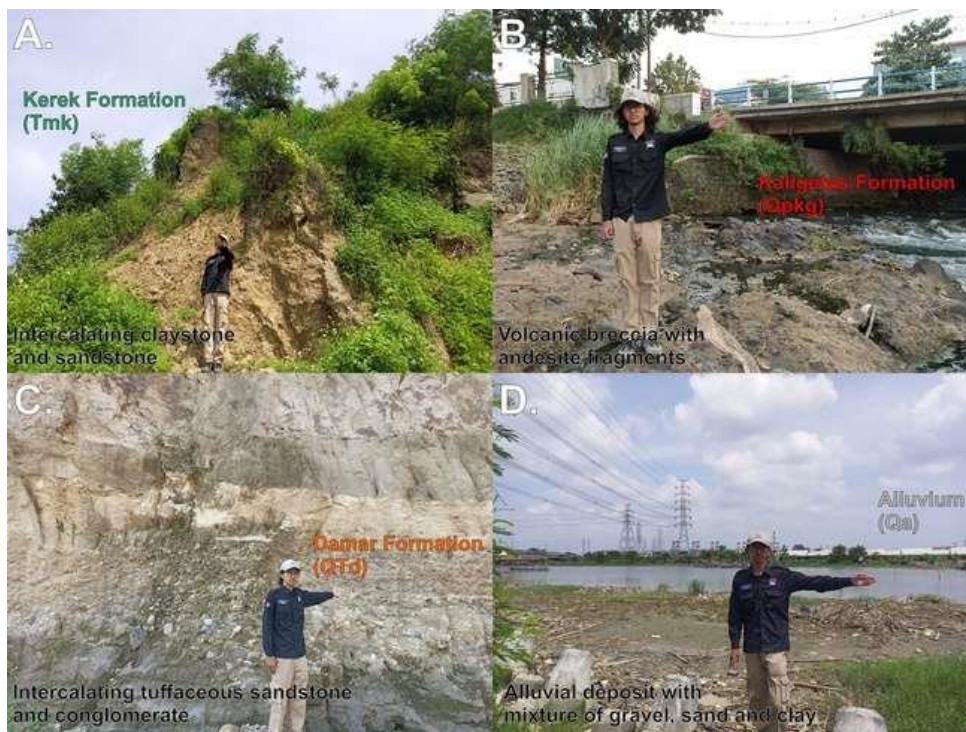 A.
Kerek Formation
(Tmk)
Intercalating claystone
and sandstone
B
Kaligetas Formation
(Qpkg)
Volcanic breccia with
andesite fragments
C.
Damar Formation
(QTd)
Intercalating tuffaceous sandstone
and conglomerate
D.
Alluvium
(Qa)
Alluvial deposit with
mixture of gravel, sand and clay